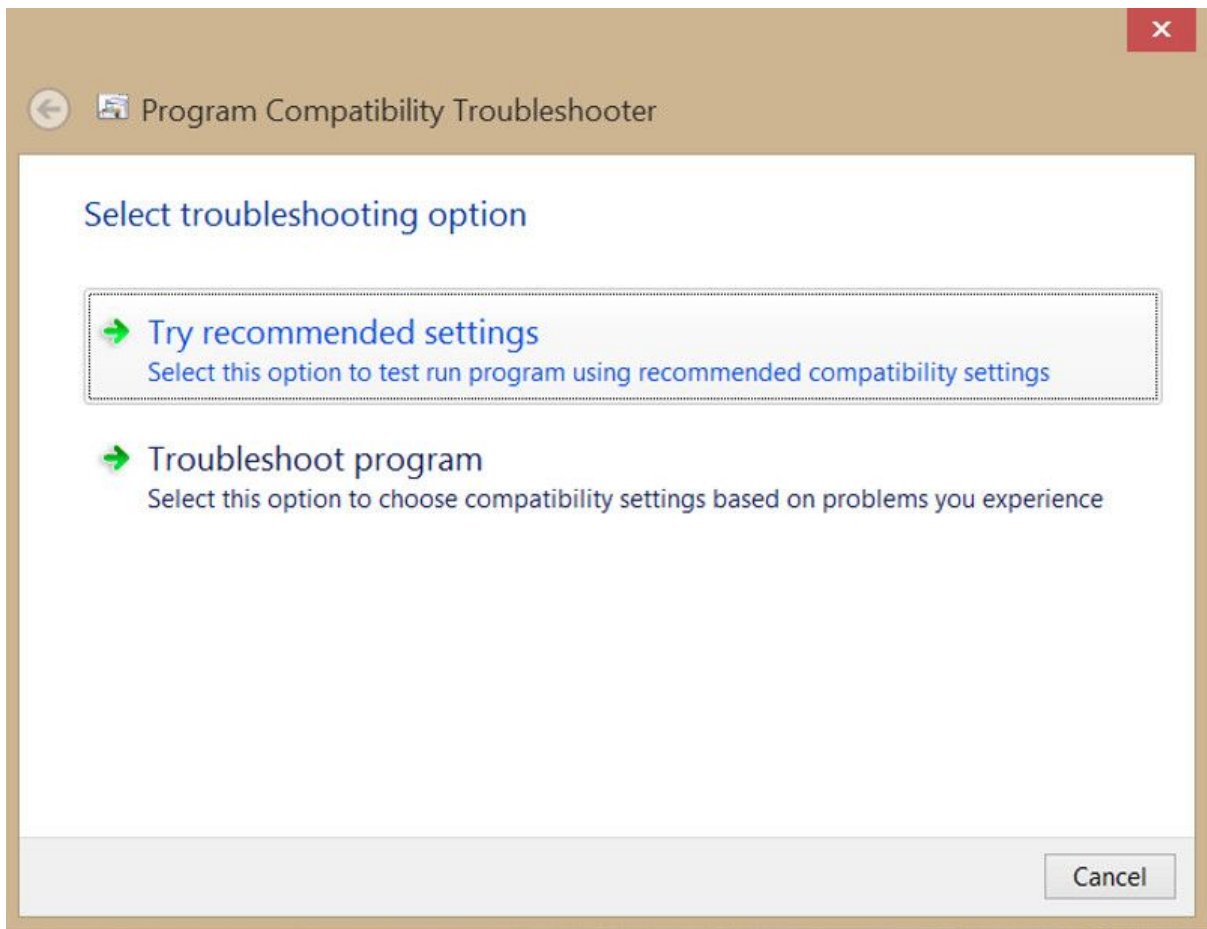 Program Compatibility Troubleshooter
Select troubleshooting option
Try recommended settings
Select this option to test run program using recommended compatibility settings
Troubleshoot program
Select this option to choose compatibility settings based on problems you experience
Cancel